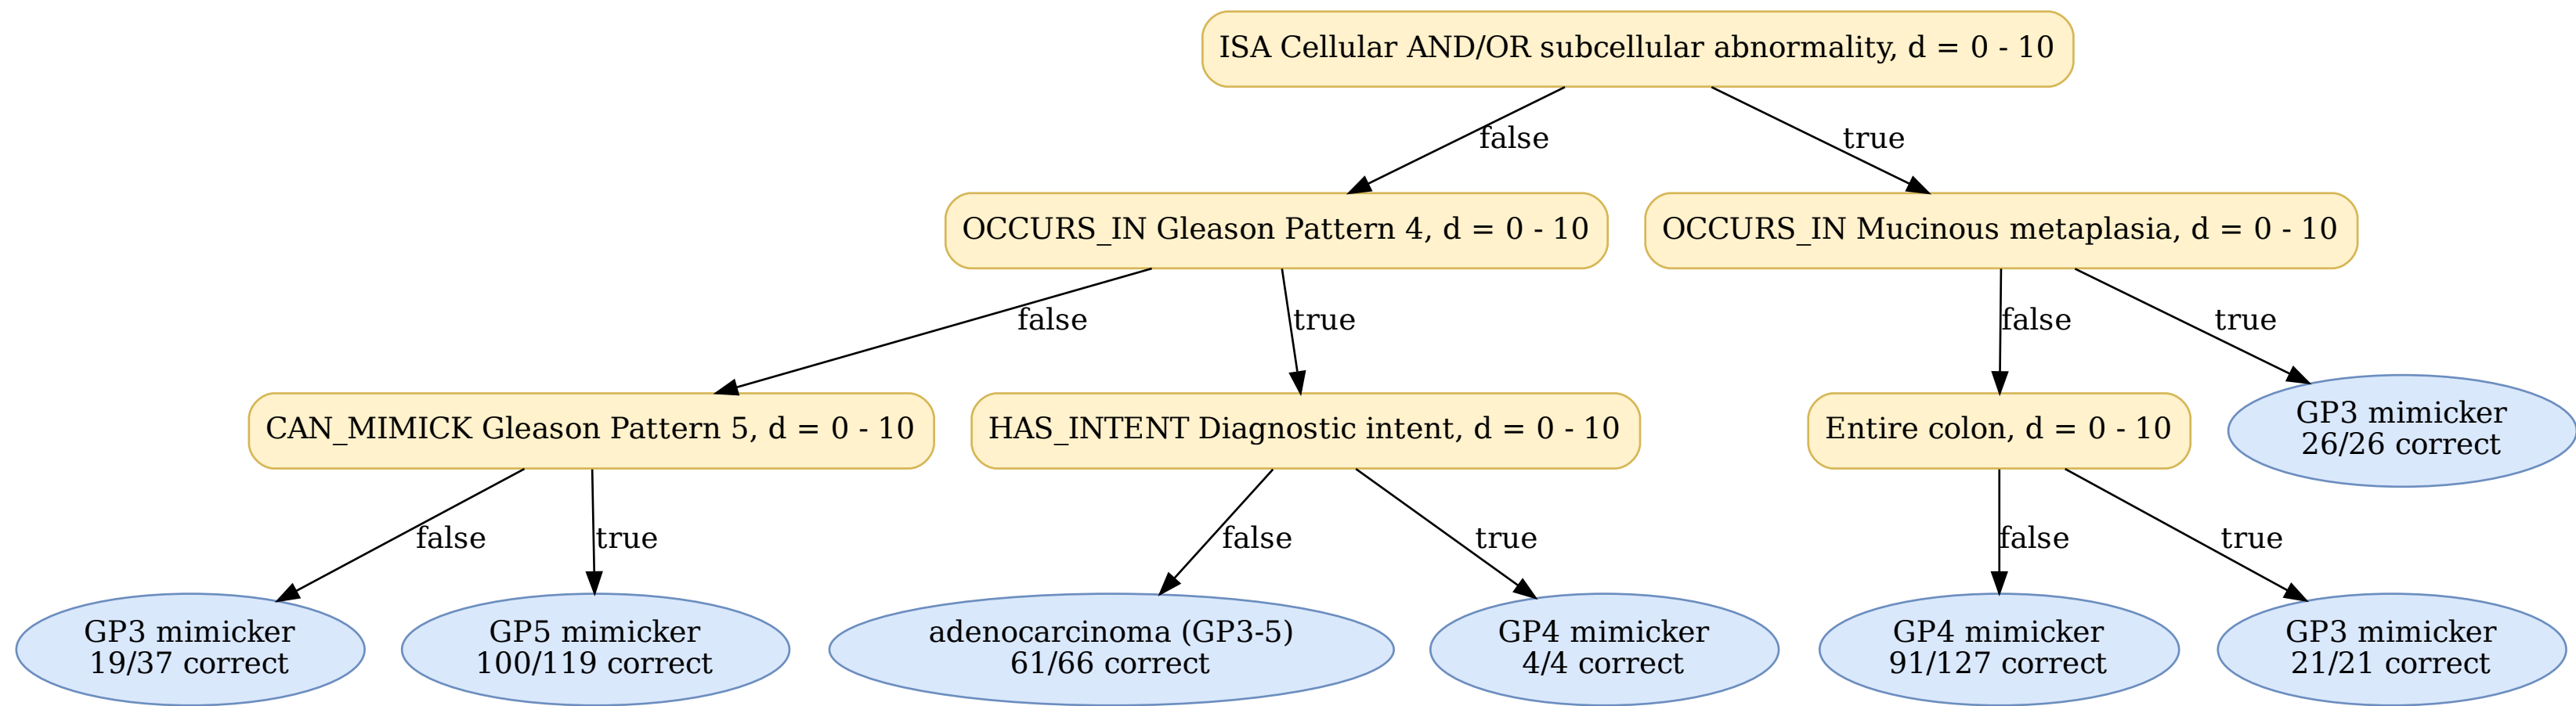 ISA Cellular AND/OR subcellular abnormality, d = 0 - 10
false
true
OCCURS_IN Gleason Pattern 4, d = 0 - 10
OCCURS_IN Mucinous metaplasia, d = 0 - 10
false
true
false
true
CAN_MIMICK Gleason Pattern 5, d = 0 - 10
HAS_INTENT Diagnostic intent, d = 0 - 10
Entire colon, d = 0 - 10
GP3 mimicker
26/26 correct
false
true
false
true
false
true
GP3 mimicker
19/37 correct
GP5 mimicker
100/119 correct
adenocarcinoma (GP3-5)
61/66 correct
GP4 mimicker
4/4 correct
GP4 mimicker
91/127 correct
GP3 mimicker
21/21 correct